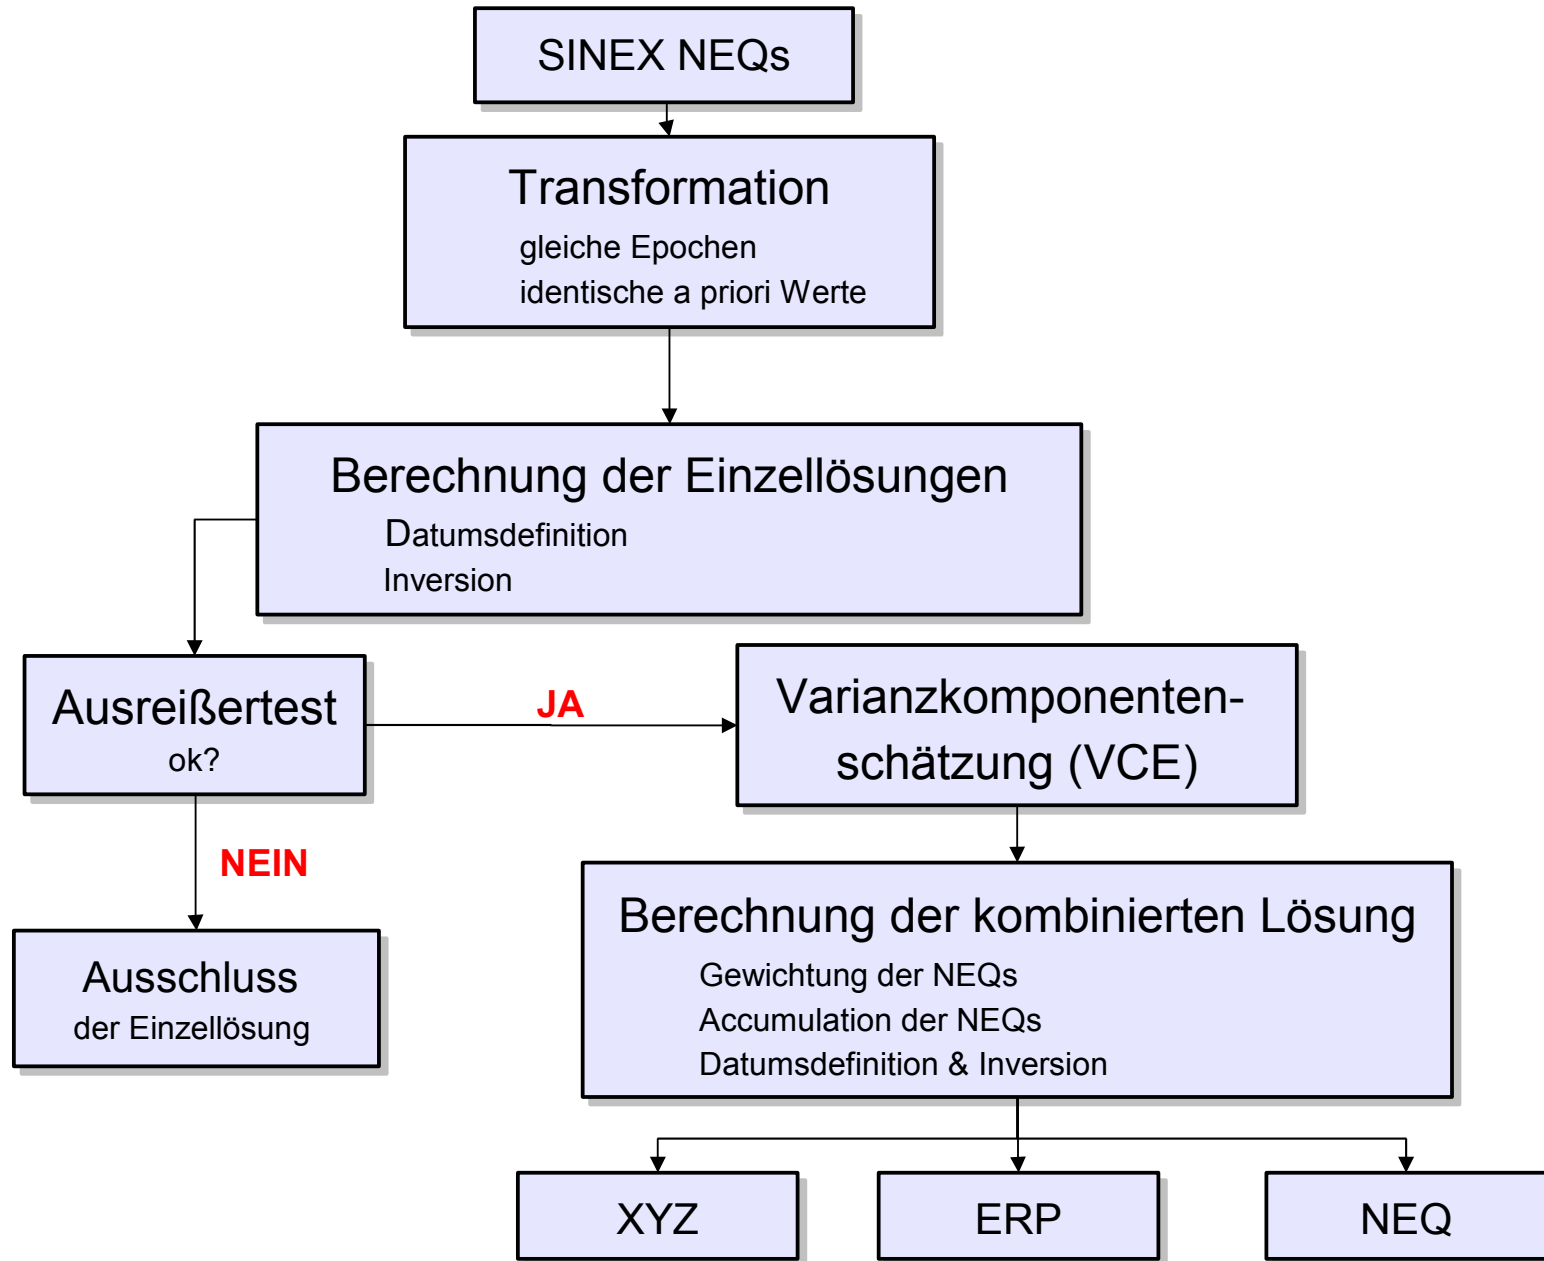 SINEX NEQs
Transformation
gleiche Epochen
identische a priori Werte
Berechnung der Einzellösungen
Datumsdefinition
Inversion
Ausreißertest
ok?
JA
Varianzkomponenten-
schätzung (VCE)
NEIN
Ausschluss
der Einzellösung
Berechnung der kombinierten Lösung
Gewichtung der NEQs
Accumulation der NEQs
Datumsdefinition & Inversion
XYZ
ERP
NEQ